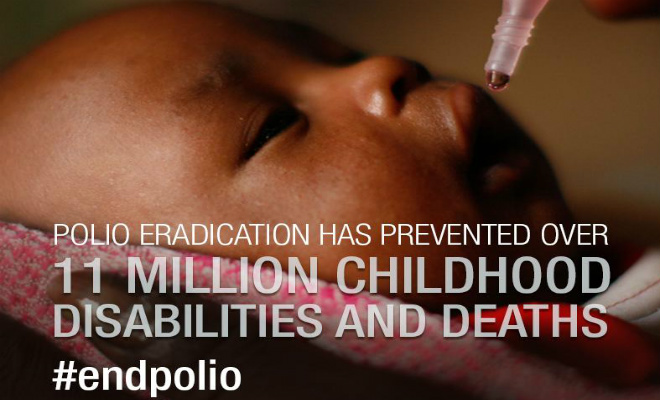 POLIO ERADICATION HAS PREVENTED OVER
11 MILLION CHILDHOOD
DISABILITIES AND DEATHS
#endpolio